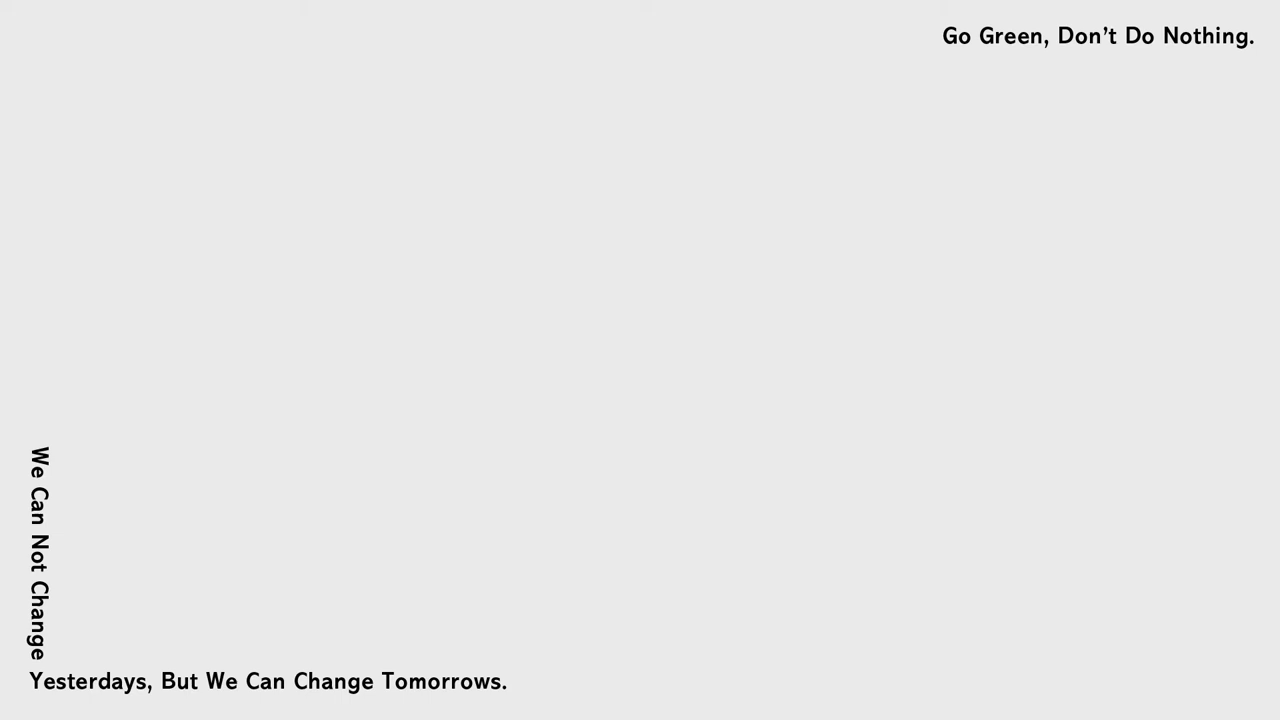 Go Green, Don’t Do Nothing.
We Can Not Change
Yesterdays, But We Can Change Tomorrows.